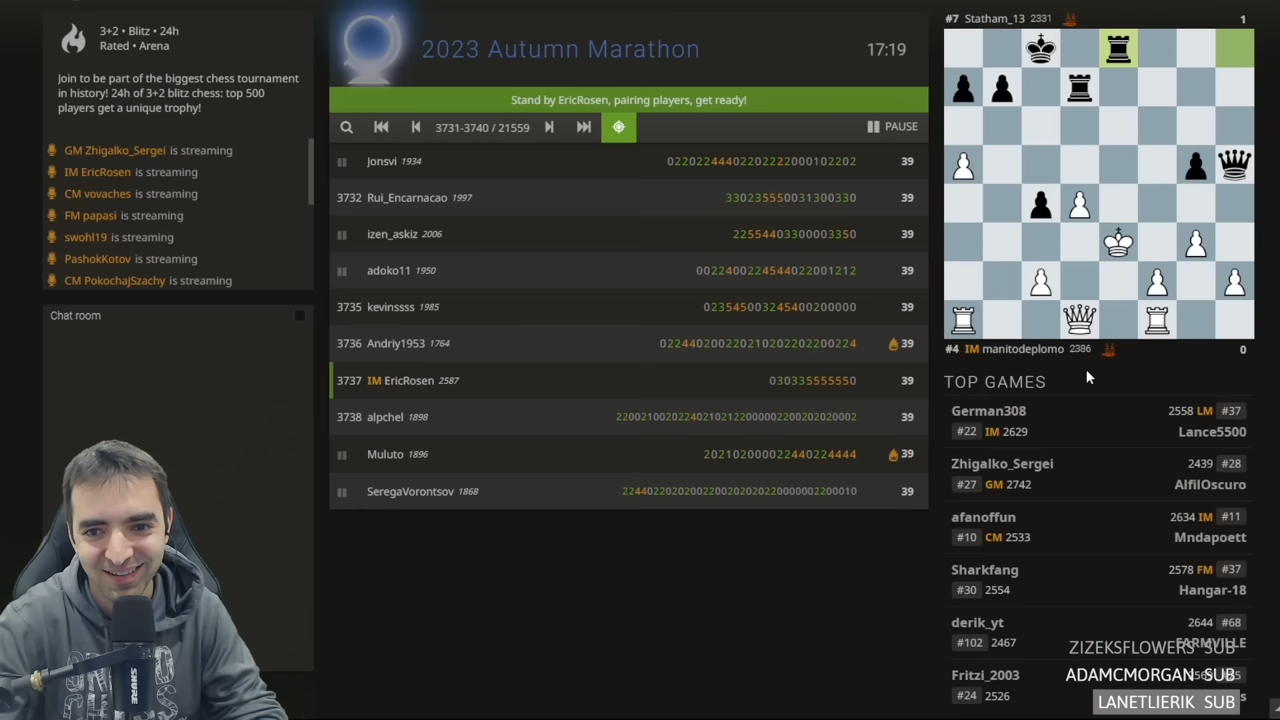 3+2 • Blitz • 24h
Rated • Arena
Join to be part of the biggest chess tournament
in history! 24h of 3+2 blitz chess: top 500
players get a unique trophy!
GM Zhigalko_Sergei is streaming
IM EricRosen is streaming
CM vovaches is streaming
FM papasi is streaming
swohl19 is streaming
PashokKotov is streaming
CM PokochajSzachy is streaming
Chat room
2023 Autumn Marathon
17:19
Stand by EricRosen, pairing players, get ready!
3731-3740 / 21559
PAUSE
Jonsvi 1934 0220224440220222000102202 39
3732 Rui_Encarnacao 1997 330235550031300330 39
izen_askiz 2006 22554403300003350 39
adoko11 1950 0022400224544022001212 39
3735 kevinssss 1985 023545003245400200000 39
3736 Andriy1953 1764 0224402002202102022022002224 39
3737 IM EricRosen 2587 030335555550 39
3738 alpchel 1898 39
Muluto 1896 202102000022440224444 39
SeregaVorontsov 1868 39
#7 Statham_13 2331
1
#4 IM manitodeplomo 2386
0
TOP GAMES
German308 2558 LM #37
#22 IM 2629 Lance5500
Zhigalko_Sergei 2439 #28
#27 GM 2742 AlfilOscuro
afanoffun 2634 IM #11
#10 CM 2533 Mndapoett
Sharkfang 2578 FM #37
#30 2554 Hangar-18
derik_yt 2644 #68
#102 2467 FARMVILLE
ZIZEKSFLOWERS SUB
Fritzi_2003
ADAMCMORGAN SUB
#24 2526
LANETLIERIK SUB
SHURE